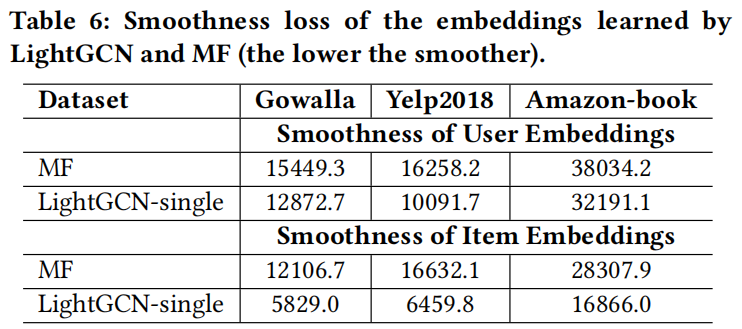 Table 6: Smoothness loss of the embeddings learned by
LightGCN and MF (the lower the smoother).
Dataset Gowalla Yelp2018 Amazon-book
Smoothness of User Embeddings
MF 15449.3 16258.2 38034.2
LightGCN-single 12872.7 10091.7 32191.1
Smoothness of Item Embeddings
MF 12106.7 16632.1 28307.9
LightGCN-single 5829.0 6459.8 16866.0